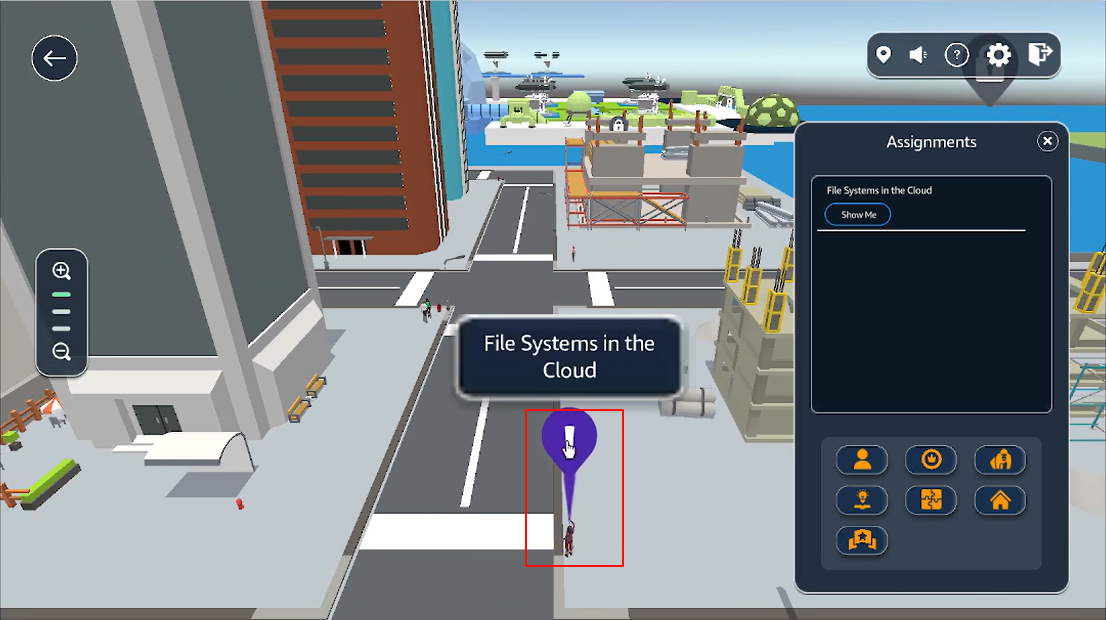 Assignments
File Systems in the Cloud
Show Me
File Systems in the
Cloud